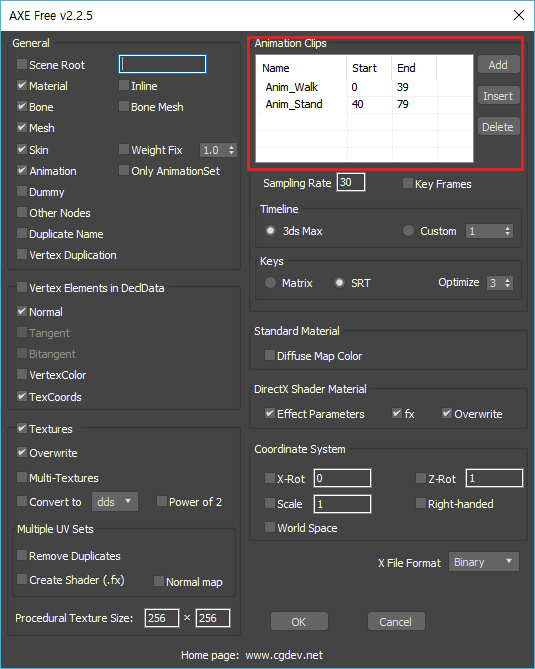 AXE Free v2.2.5
General
Scene Root
Material Inline
Bone Bone Mesh
Mesh
Skin Weight Fix 1.0
Animation Only AnimationSet
Dummy
Other Nodes
Duplicate Name
Vertex Duplication
Vertex Elements in DeclData
Normal
Tangent
Bitangent
VertexColor
TexCoords
Textures
Overwrite
Multi-Textures
Convert to dds Power of 2
Multiple UV Sets
Remove Duplicates
Create Shader (.fx) Normal map
Procedural Texture Size: 256 × 256
Animation Clips
Name Start End
Anim_Walk 0 39
Anim_Stand 40 79
Add
Insert
Delete
Sampling Rate 30 Key Frames
Timeline
3ds Max Custom 1
Keys
Matrix SRT Optimize 3
Standard Material
Diffuse Map Color
DirectX Shader Material
Effect Parameters fx Overwrite
Coordinate System
X-Rot 0 Z-Rot 1
Scale 1 Right-handed
World Space
X File Format Binary
OK Cancel
Home page: www.cgdev.net